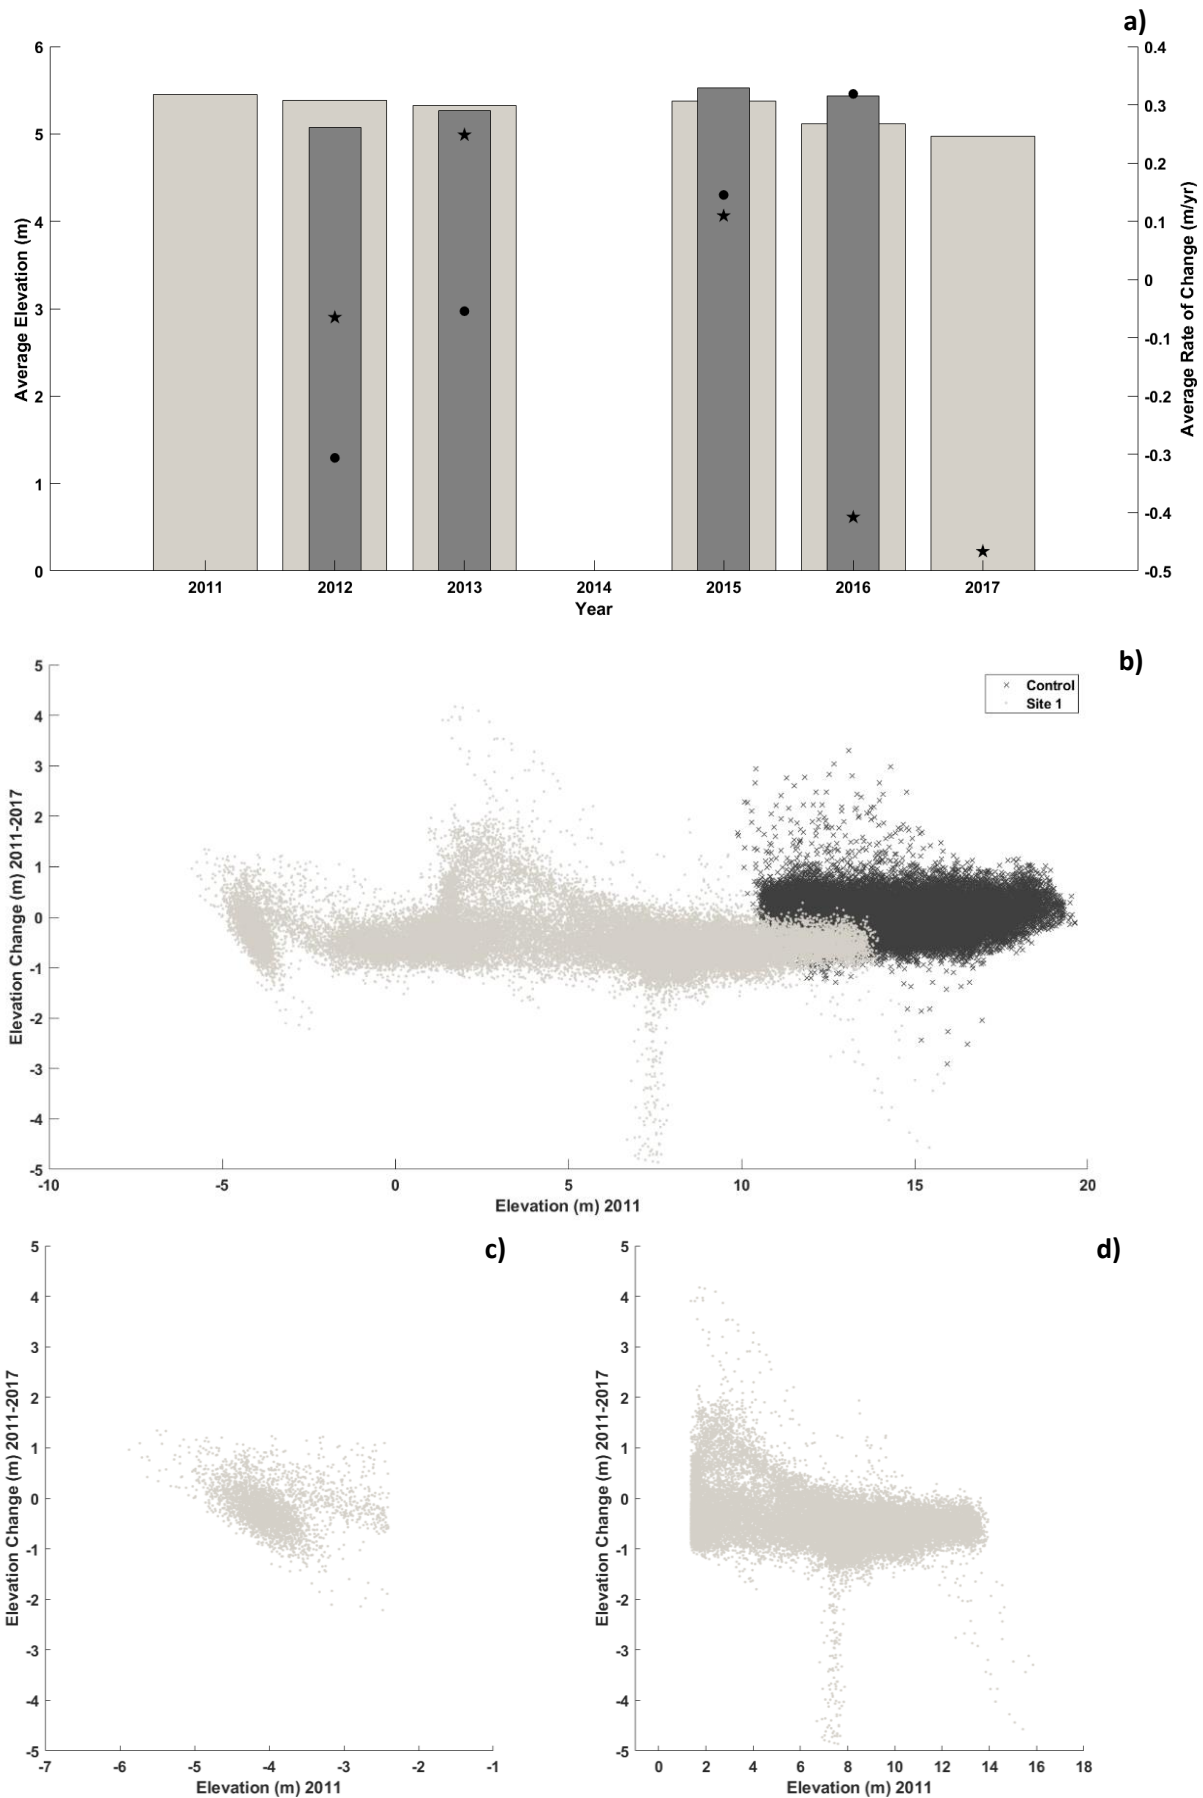 a)
6
5
4
3
2
1
0
Average Elevation (m)
0.4
0.3
0.2
0.1
0
-0.1
-0.2
-0.3
-0.4
-0.5
Average Rate of Change (m/yr)
2011 2012 2013 2014 2015 2016 2017
Year
b)
Control
Site 1
5
4
3
2
1
0
-1
-2
-3
-4
-5
Elevation Change (m) 2011-2017
-10 -5 0 5 10 15 20
Elevation (m) 2011
c)
5
4
3
2
1
0
-1
-2
-3
-4
-5
Elevation Change (m) 2011-2017
-7 -6 -5 -4 -3 -2 -1
Elevation (m) 2011
d)
5
4
3
2
1
0
-1
-2
-3
-4
-5
Elevation Change (m) 2011-2017
0 2 4 6 8 10 12 14 16 18
Elevation (m) 2011